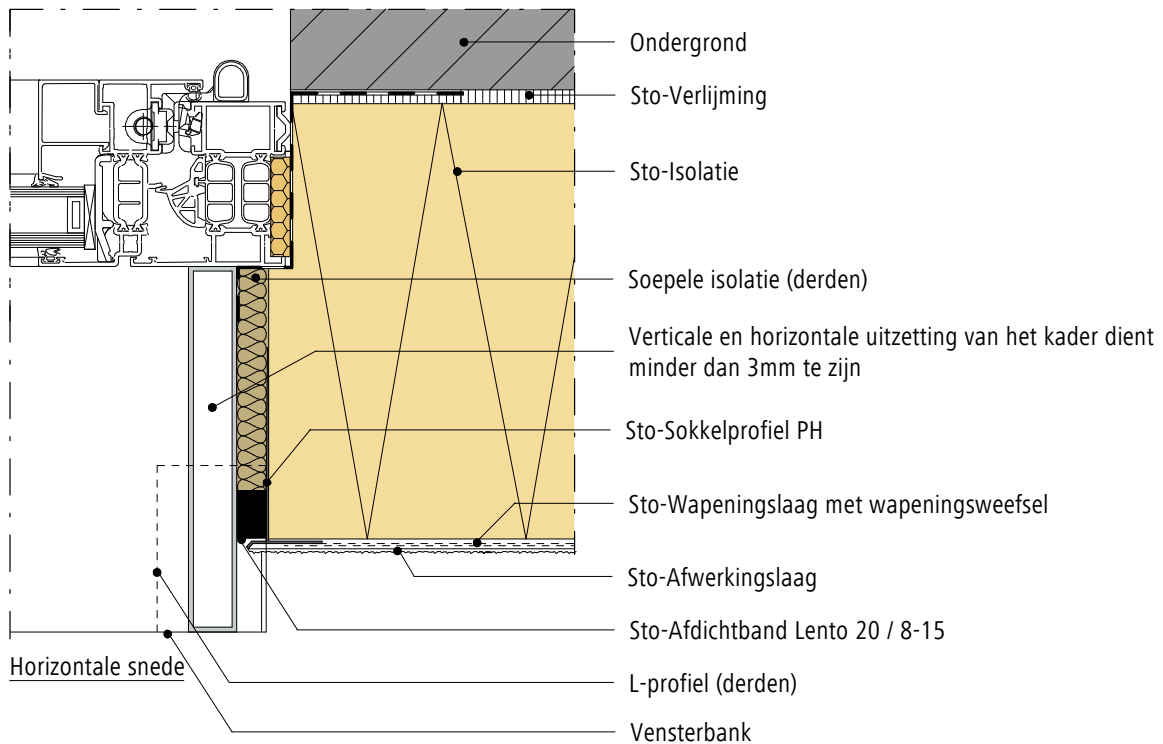 Ondergrond
Sto-Verlijming
Sto-Isolatie
Soepele isolatie (derden)
Verticale en horizontale uitzetting van het kader dient
minder dan 3mm te zijn
Sto-Sokkelprofiel PH
Sto-Wapeningslaag met wapeningsweefsel
Sto-Afwerkingslaag
Sto-Afdichtband Lento 20 / 8-15
Horizontale snede
L-profiel (derden)
Vensterbank